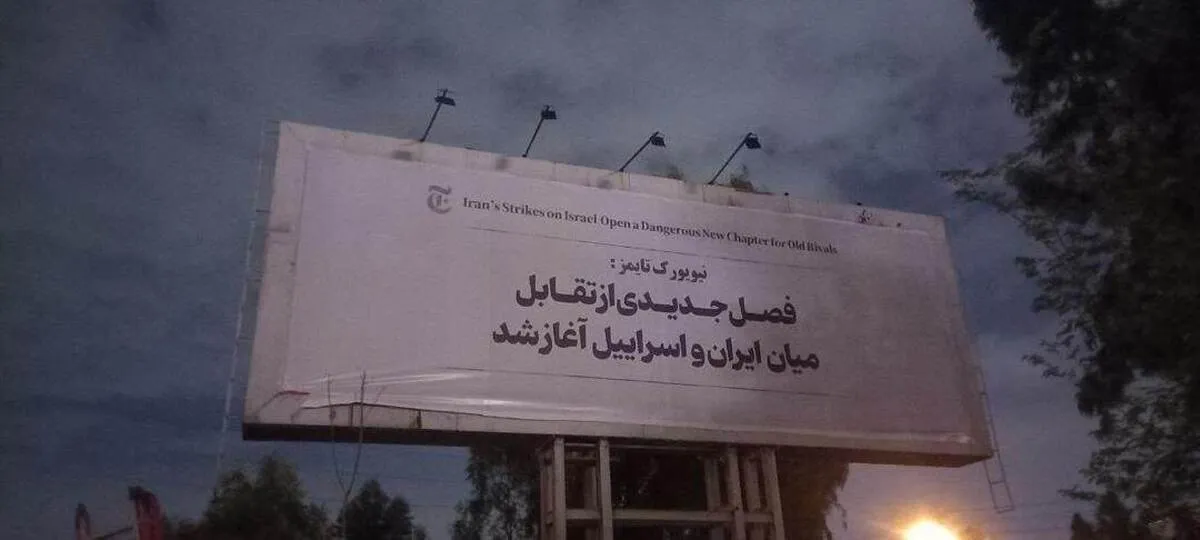 Iran's Strikes on Israel Open a Dangerous New Chapter for Old Rivals
نیویورک تایمز:
فصل جدیدی از تقابل
میان ایران و اسراییل آغاز شد